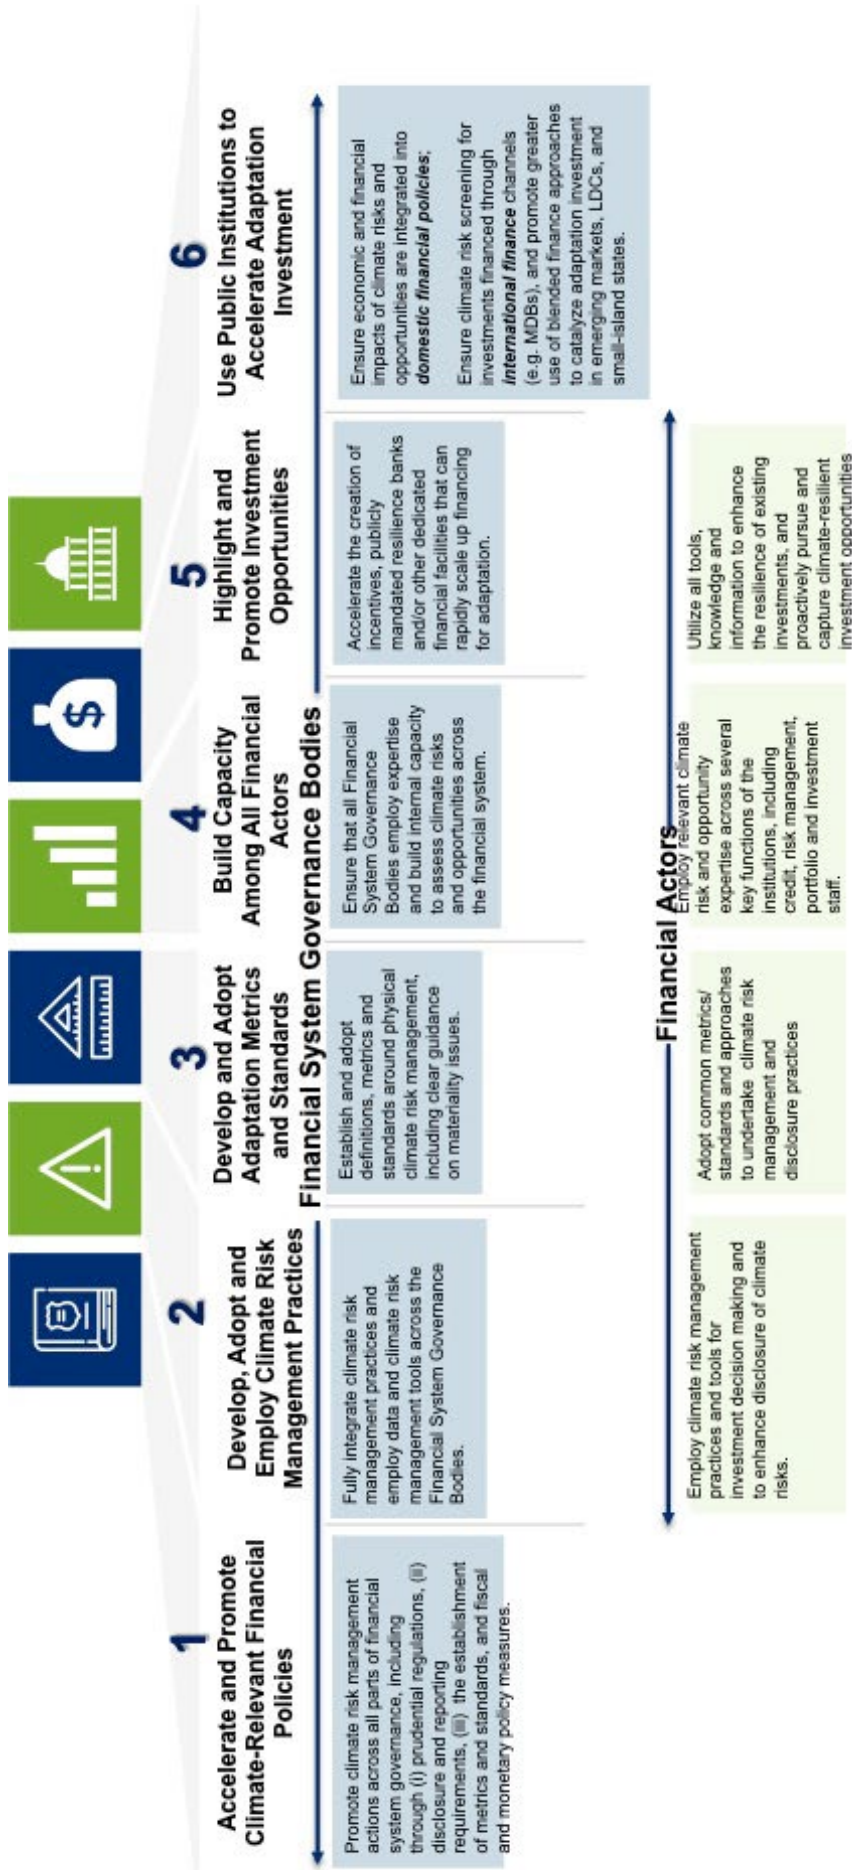 1
Accelerate and Promote
Climate-Relevant Financial
Policies
2
Develop, Adopt and
Employ Climate Risk
Management Practices
3
Develop and Adopt
Adaptation Metrics
and Standards
4
Build Capacity
Among All Financial
Actors
5
Highlight and
Promote Investment
Opportunities
6
Use Public Institutions to
Accelerate Adaptation
Investment
$
Financial System Governance Bodies
Promote climate risk management
actions across all parts of financial
system governance, including
through (i) prudential regulations, (ii)
disclosure and reporting
requirements, (iii) the establishment
of metrics and standards, and fiscal
and monetary policy measures.
Fully integrate climate risk
management practices and
employ data and climate risk
management tools across the
Financial System Governance
Bodies.
Establish and adopt
definitions, metrics and
standards around physical
climate risk management,
including clear guidance
on materiality issues.
Ensure that all Financial
System Governance
Bodies employ expertise
and build internal capacity
to assess climate risks
and opportunities across
the financial system.
Accelerate the creation of
incentives, publicly
mandated resilience banks
and/or other dedicated
financial facilities that can
rapidly scale up financing
for adaptation.
Ensure economic and financial
impacts of climate risks and
opportunities are integrated into
domestic financial policies;
Ensure climate risk screening for
investments financed through
international finance channels
(e.g. MDBs), and promote greater
use of blended finance approaches
to catalyze adaptation investment
in emerging markets, LDCs, and
small-island states.
Financial Actors
Employ climate risk management
practices and tools for
investment decision making and
to enhance disclosure of climate
risks.
Adopt common metrics/
standards and approaches
to undertake climate risk
management and
disclosure practices
Employ relevant climate
risk and opportunity
expertise across several
key functions of the
institutions, including
credit, risk management,
portfolio and investment
staff.
Utilize all tools,
knowledge and
information to enhance
the resilience of existing
investments, and
proactively pursue and
capture climate-resilient
investment opportunities